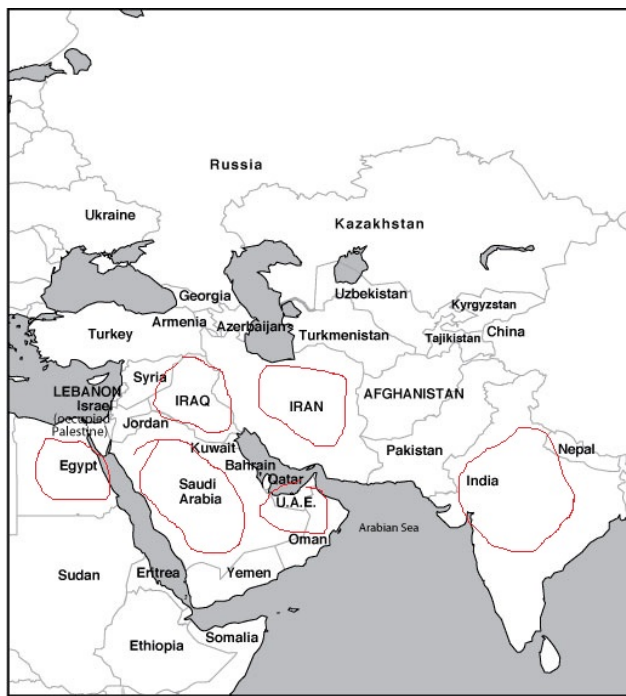 Russia
Ukraine
Kazakhstan
Georgia
Uzbekistan
Kyrgyzstan
Armenia
Azerbaijan
Turkey
Turkmenistan
Tajikistan
China
Syria
LEBANON
Israel
(occupied
Palestine)
IRAQ
IRAN
AFGHANISTAN
Jordan
Kuwait
Pakistan
Nepal
Egypt
Bahrain
Qatar
India
Saudi
Arabia
U.A.E.
Oman
Arabian Sea
Sudan
Eritrea
Yemen
Ethiopia
Somalia